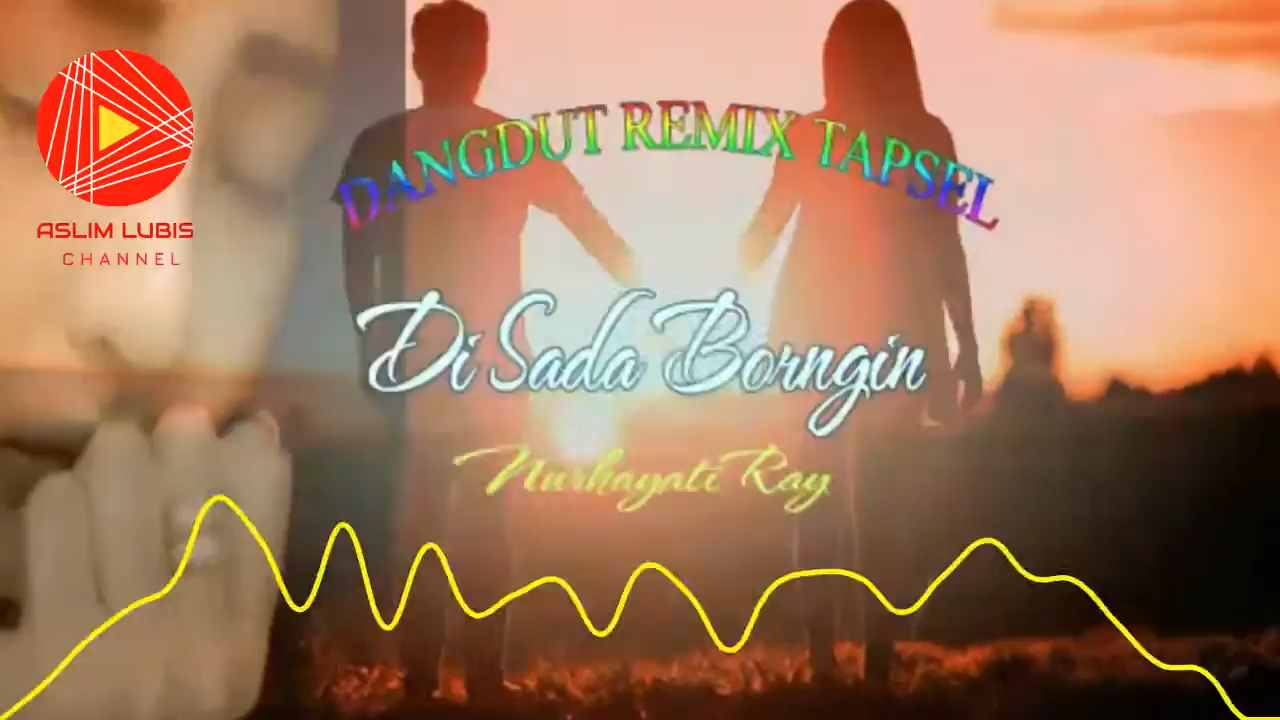 ASLIM LUBIS
CHANNEL
DANGDUT REMIX TAPSEL
Di Sada Borngin
Nurhayati Ray